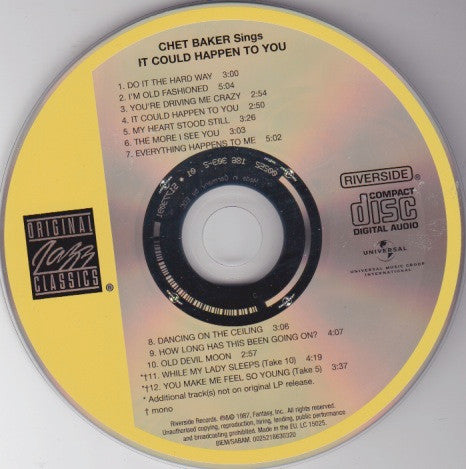 CHET BAKER Sings
IT COULD HAPPEN TO YOU
1. DO IT THE HARD WAY 3:00
2. I'M OLD FASHIONED 5:04
3. YOU'RE DRIVING ME CRAZY 2:54
4. IT COULD HAPPEN TO YOU 2:50
5. MY HEART STOOD STILL 3:26
6. THE MORE I SEE YOU 3:03
7. EVERYTHING HAPPENS TO ME 5:02
RIVERSIDE®
COMPACT
disc
DIGITAL AUDIO
UNIVERSAL
UNIVERSAL MUSIC GROUP
INTERNATIONAL
ORIGINAL
Jazz
CLASSICS
8. DANCING ON THE CEILING 3:06
9. HOW LONG HAS THIS BEEN GOING ON? 4:07
10. OLD DEVIL MOON 2:57
*†11. WHILE MY LADY SLEEPS (Take 10) 4:19
*†12. YOU MAKE ME FEEL SO YOUNG (Take 5) 3:37
* Additional track(s) not on original LP release.
† mono
Riverside Records. ℗&© 1987, Fantasy, Inc. All rights reserved.
Unauthorised copying, reproduction, hiring, lending, public performance
and broadcasting prohibited. Made in the EU. LC 15025.
BIEM/SABAM. 0025218630320